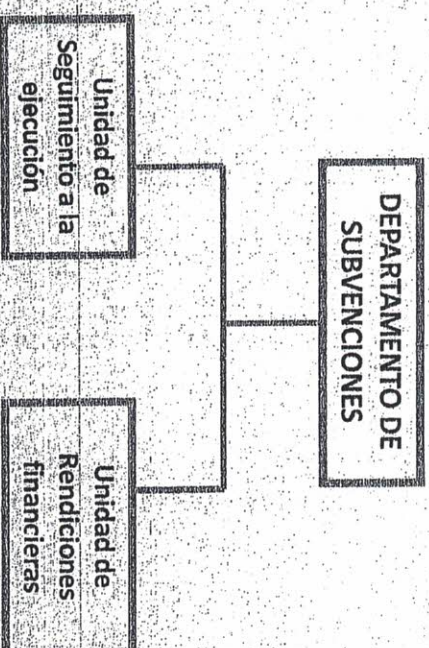 DEPARTAMENTO DE
SUBVENCIONES
Unidad de
Seguimiento a la
ejecución
Unidad de
Rendiciones
financieras